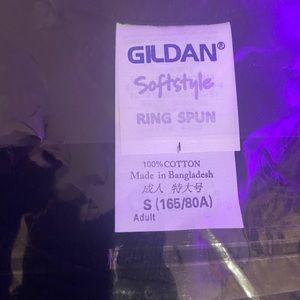 GILDAN®
Softstyle
RING SPUN
100% COTTON
Made in Bangladesh
成人 特大号
S (165/80A)
Adult